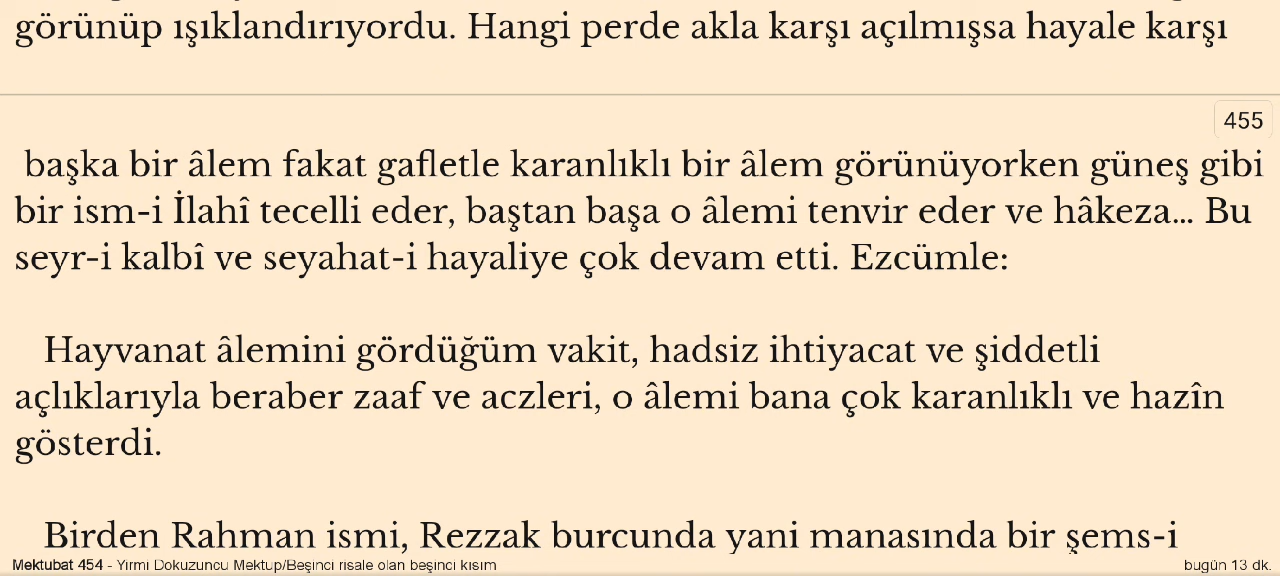 görünüp ışıklandırıyordu. Hangi perde akla karşı açılmışsa hayale karşı
455
başka bir âlem fakat gafletle karanlıklı bir âlem görünüyorken güneş gibi
bir ism-i İlahî tecelli eder, baştan başa o âlemi tenvir eder ve hâkeza... Bu
seyr-i kalbî ve seyahat-i hayaliye çok devam etti. Ezcümle:
Hayvanat âlemini gördüğüm vakit, hadsiz ihtiyacat ve şiddetli
açlıklarıyla beraber zaaf ve aczleri, o âlemi bana çok karanlıklı ve hazîn
gösterdi.
Birden Rahman ismi, Rezzak burcunda yani manasında bir şems-i
Mektubat 454 - Yirmi Dokuzuncu Mektup/Beşinci risale olan beşinci kısım
bugün 13 dk.